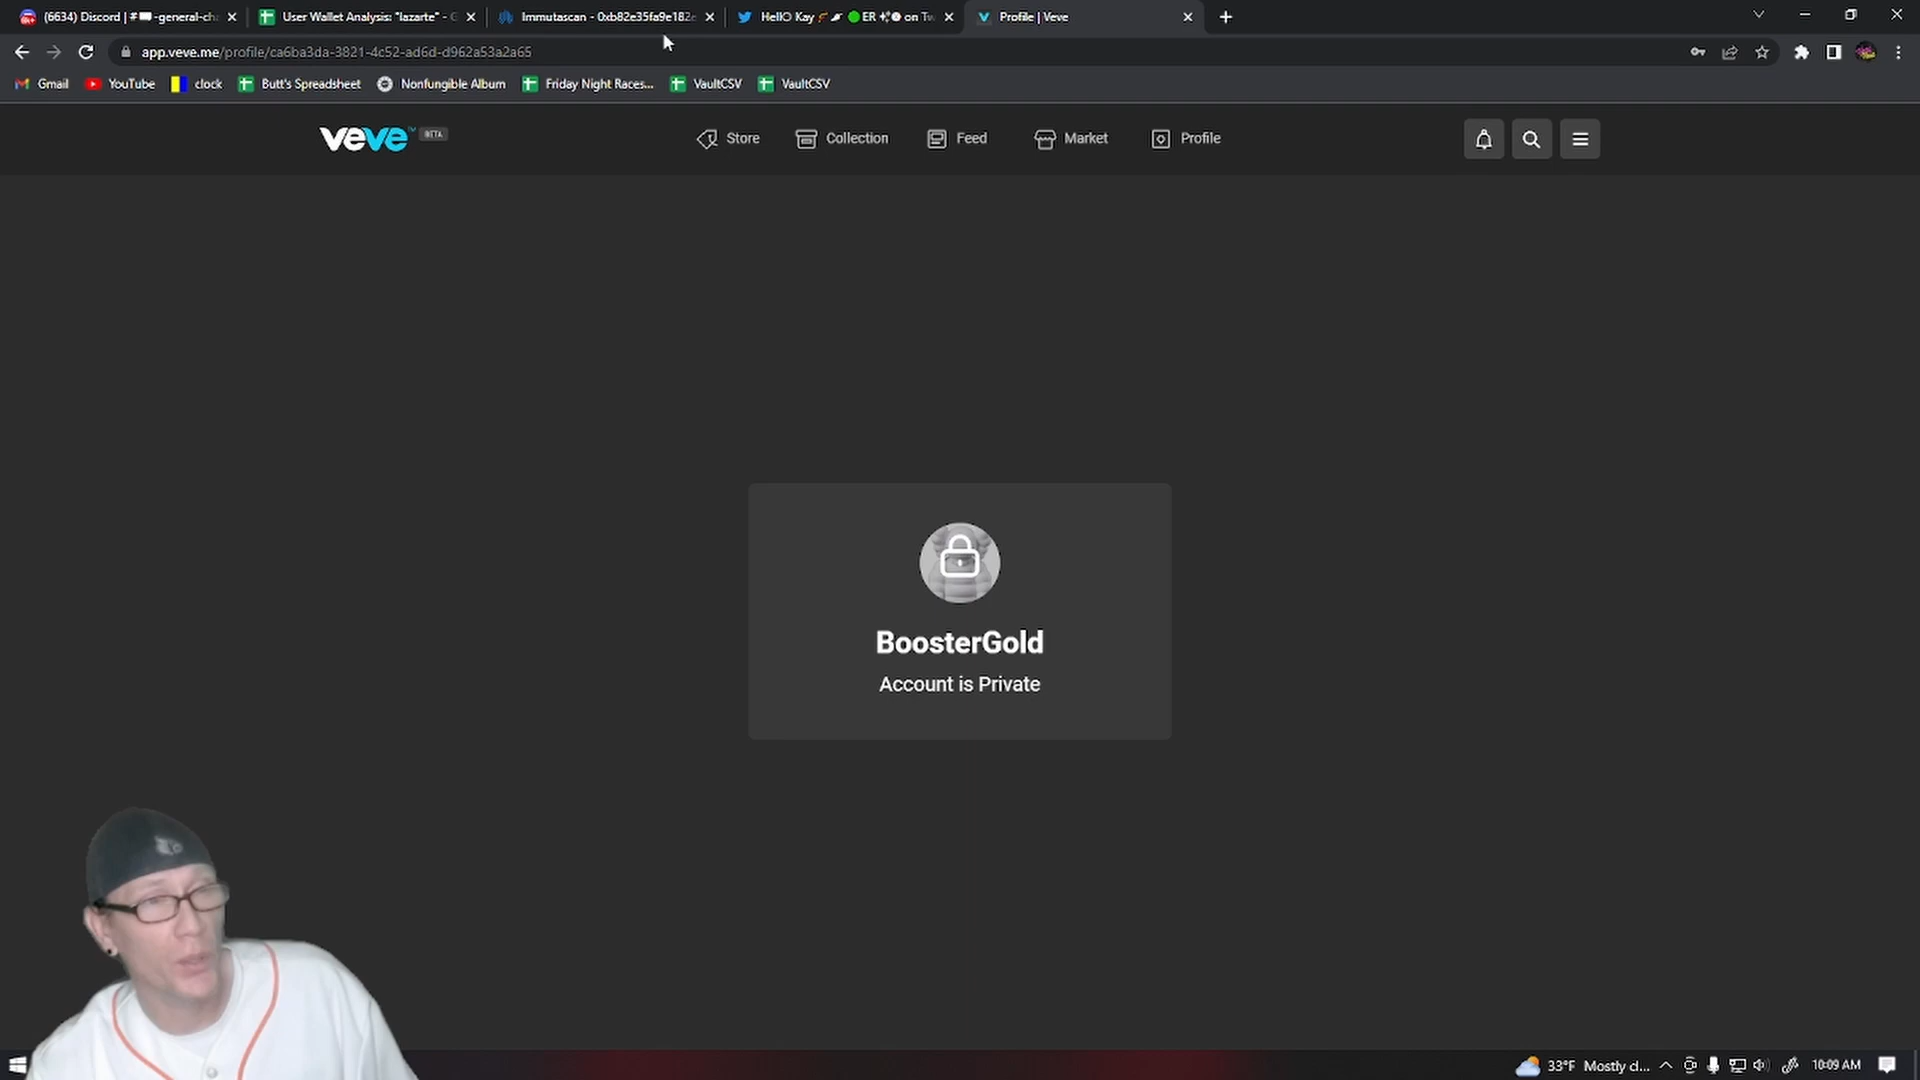 (6634) Discord | # -general-ch
User Wallet Analysis: "lazarte" - G
Immutascan - 0xb82e35fa9e182
HellO Kay ER on Tw
Profile | Veve
app.veve.me/profile/ca6ba3da-3821-4c52-ad6d-d962a53a2a65
Gmail
YouTube
clock
Butt's Spreadsheet
Nonfungible Album
Friday Night Races...
VaultCSV
VaultCSV
veve™ BETA
Store
Collection
Feed
Market
Profile
BoosterGold
Account is Private
33°F Mostly cl...
10:09 AM